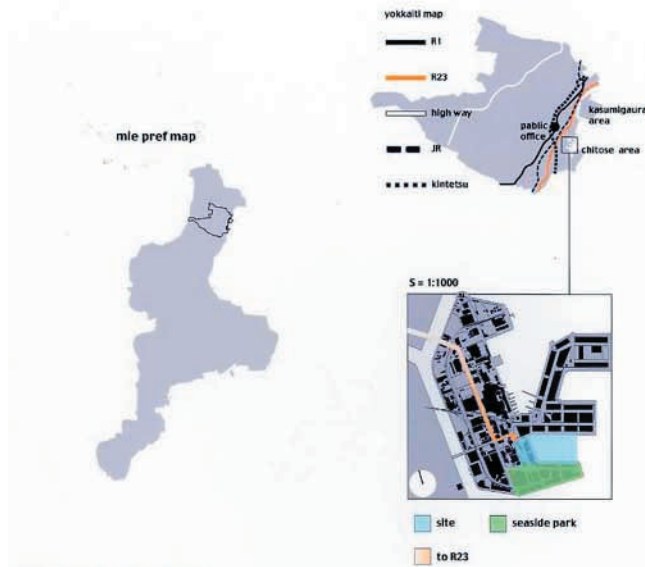 yokkaiti map
R1
R23
high way
JR
kintetsu
kasumigaura
area
pablic
office
chitose area
mie pref map
S = 1:1000
site
seaside park
to R23